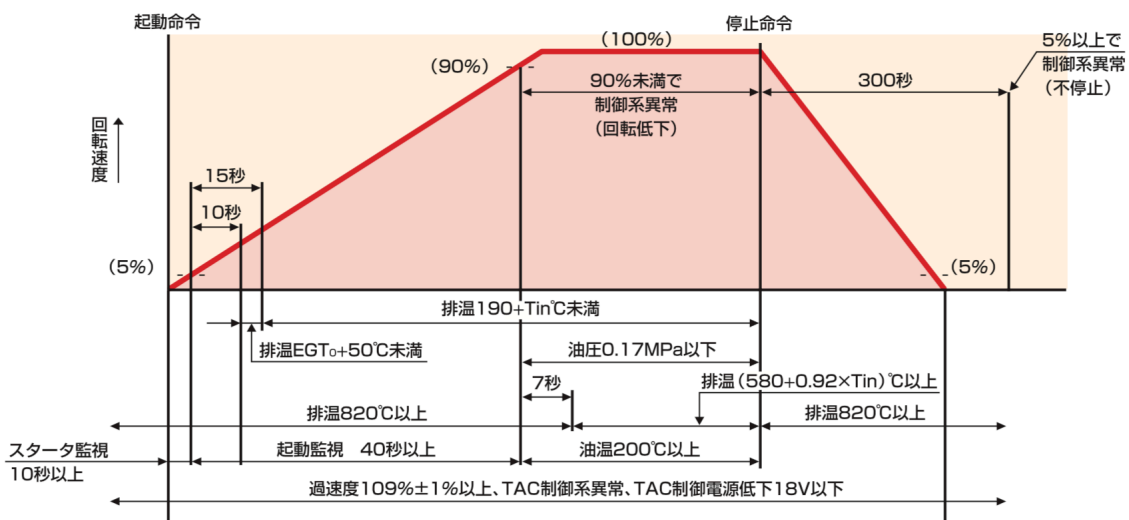 起動命令
停止命令
(100%)
5%以上で
制御系異常
(不停止)
(90%)
90%未満で
制御系異常
(回転低下)
300秒
回転速度
15秒
10秒
(5%)
(5%)
排温190+Tin℃未満
排温EGT₀+50℃未満
油圧0.17MPa以下
7秒
排温(580+0.92×Tin)℃以上
排温820℃以上
排温820℃以上
スタータ監視
10秒以上
起動監視 40秒以上
油温200℃以上
過速度109%±1%以上、TAC制御系異常、TAC制御電源低下18V以下